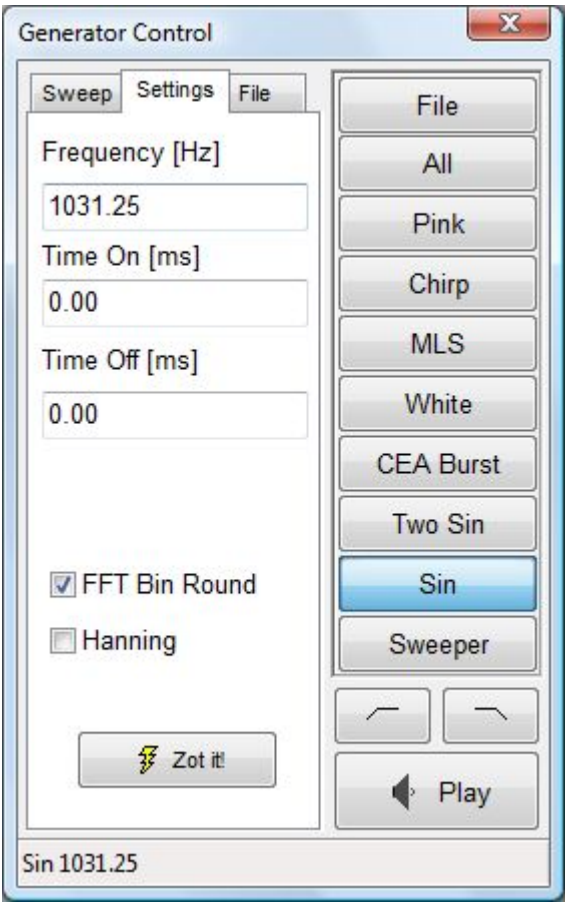 Generator Control
Sweep Settings File
Frequency [Hz]
1031.25
Time On [ms]
0.00
Time Off [ms]
0.00
FFT Bin Round
Hanning
Zot it!
File
All
Pink
Chirp
MLS
White
CEA Burst
Two Sin
Sin
Sweeper
Play
Sin 1031.25